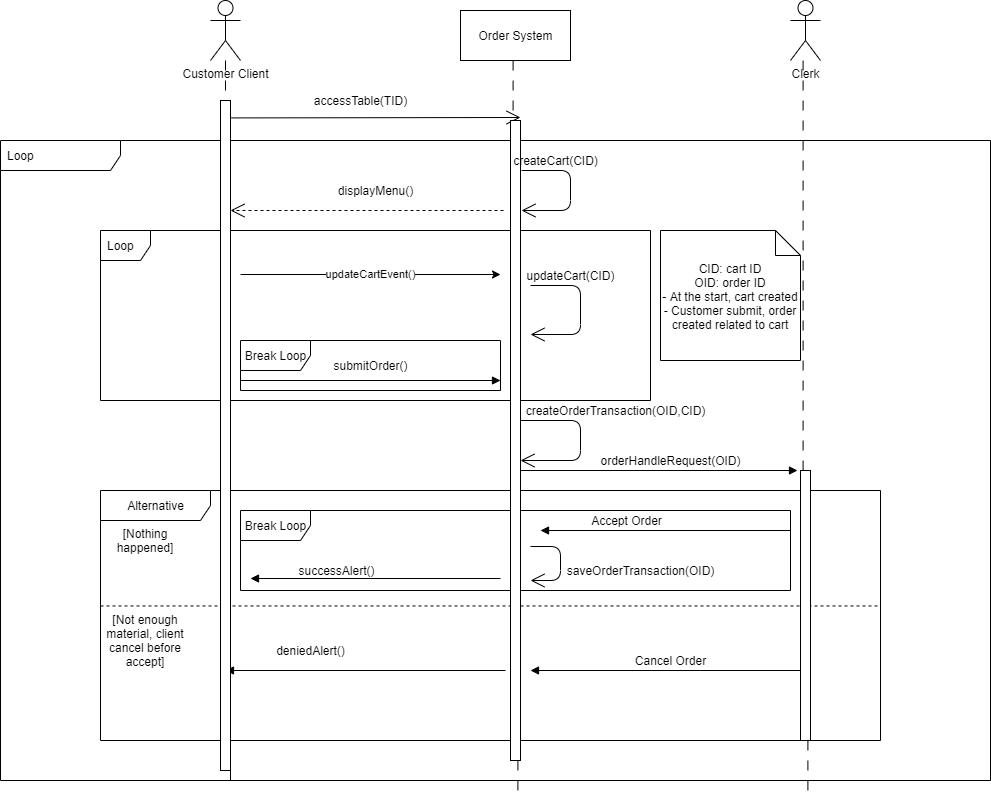 Order System
Customer Client
Clerk
accessTable(TID)
Loop
createCart(CID)
displayMenu()
Loop
updateCartEvent()
updateCart(CID)
CID: cart ID
OID: order ID
- At the start, cart created
- Customer submit, order
created related to cart
Break Loop
submitOrder()
createOrderTransaction(OID,CID)
orderHandleRequest(OID)
Alternative
[Nothing
happened]
Break Loop
Accept Order
successAlert()
saveOrderTransaction(OID)
[Not enough
material, client
cancel before
accept]
deniedAlert()
Cancel Order